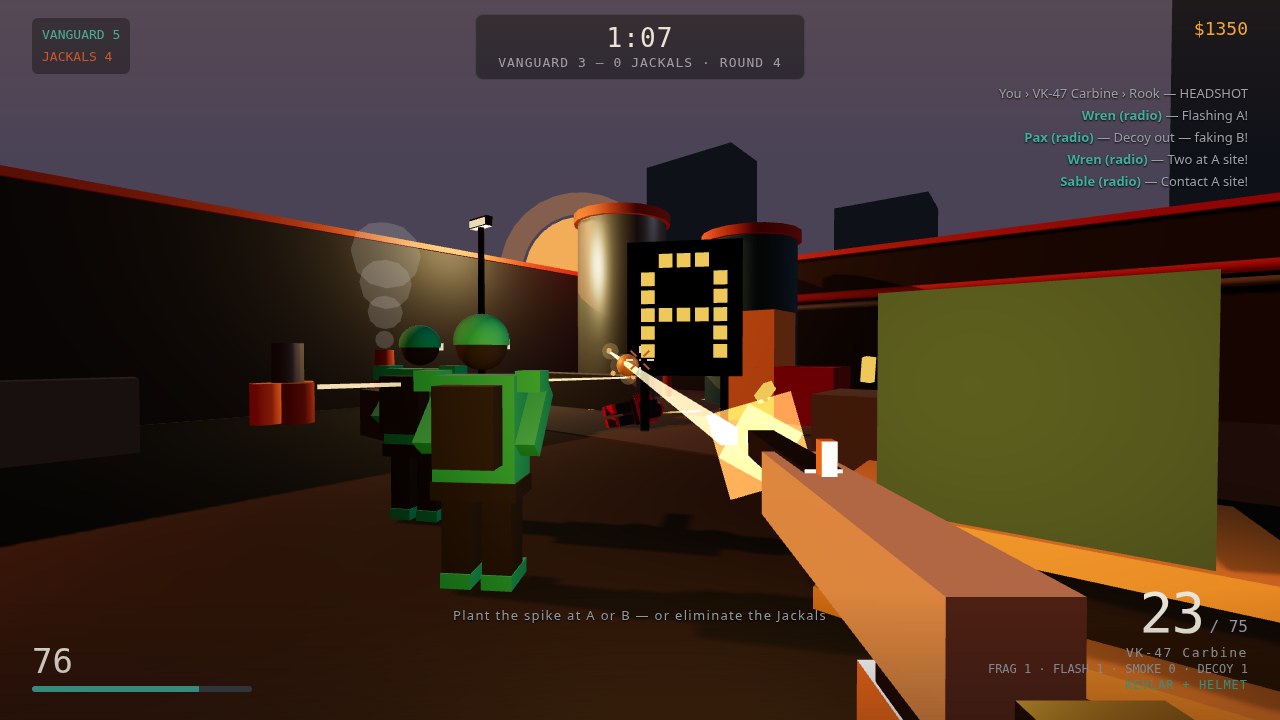 VANGUARD 5
JACKALS 4
1:07
VANGUARD 3 — 0 JACKALS · ROUND 4
$1350
You › VK-47 Carbine › Rook — HEADSHOT
Wren (radio) — Flashing A!
Pax (radio) — Decoy out — faking B!
Wren (radio) — Two at A site!
Sable (radio) — Contact A site!
A
Plant the spike at A or B — or eliminate the Jackals
76
23 / 75
VK-47 Carbine
FRAG 1 · FLASH 1 · SMOKE 0 · DECOY 1
KEVLAR + HELMET